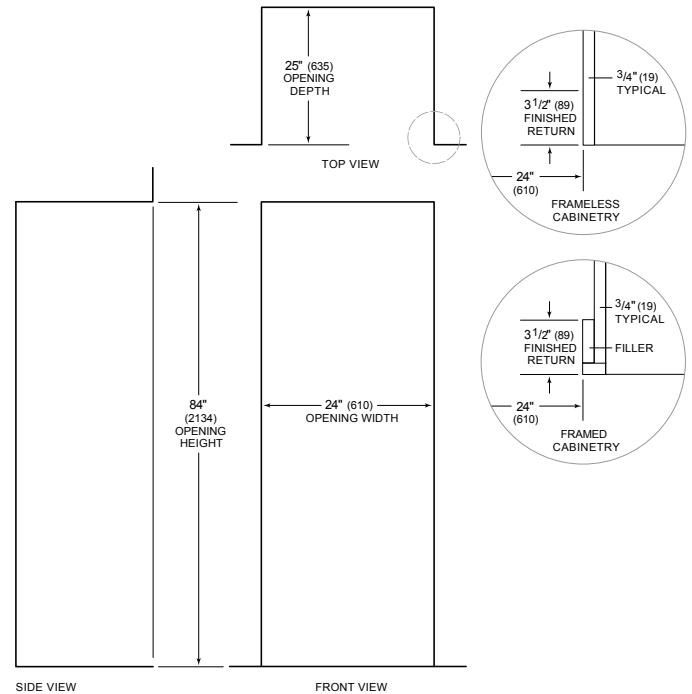 25" (635)
OPENING
DEPTH
TOP VIEW
3/4" (19)
TYPICAL
3 1/2" (89)
FINISHED
RETURN
24"
(610)
FRAMELESS
CABINETRY
3/4" (19)
TYPICAL
3 1/2" (89)
FINISHED
RETURN
FILLER
24"
(610)
FRAMED
CABINETRY
84"
(2134)
OPENING
HEIGHT
24" (610)
OPENING WIDTH
SIDE VIEW
FRONT VIEW